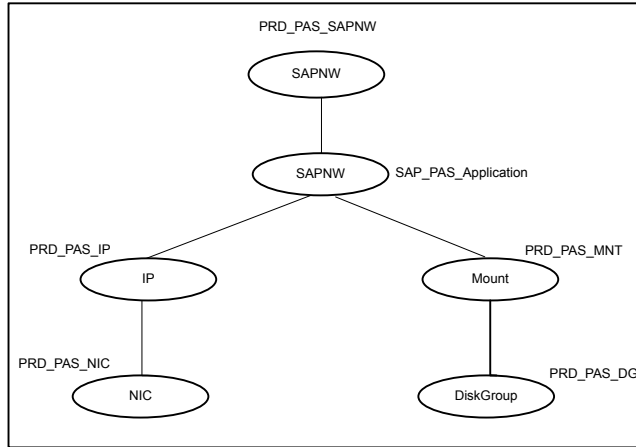 PRD_PAS_SAPNW
SAPNW
SAPNW
SAP_PAS_Application
PRD_PAS_IP
IP
PRD_PAS_MNT
Mount
PRD_PAS_NIC
NIC
PRD_PAS_DG
DiskGroup